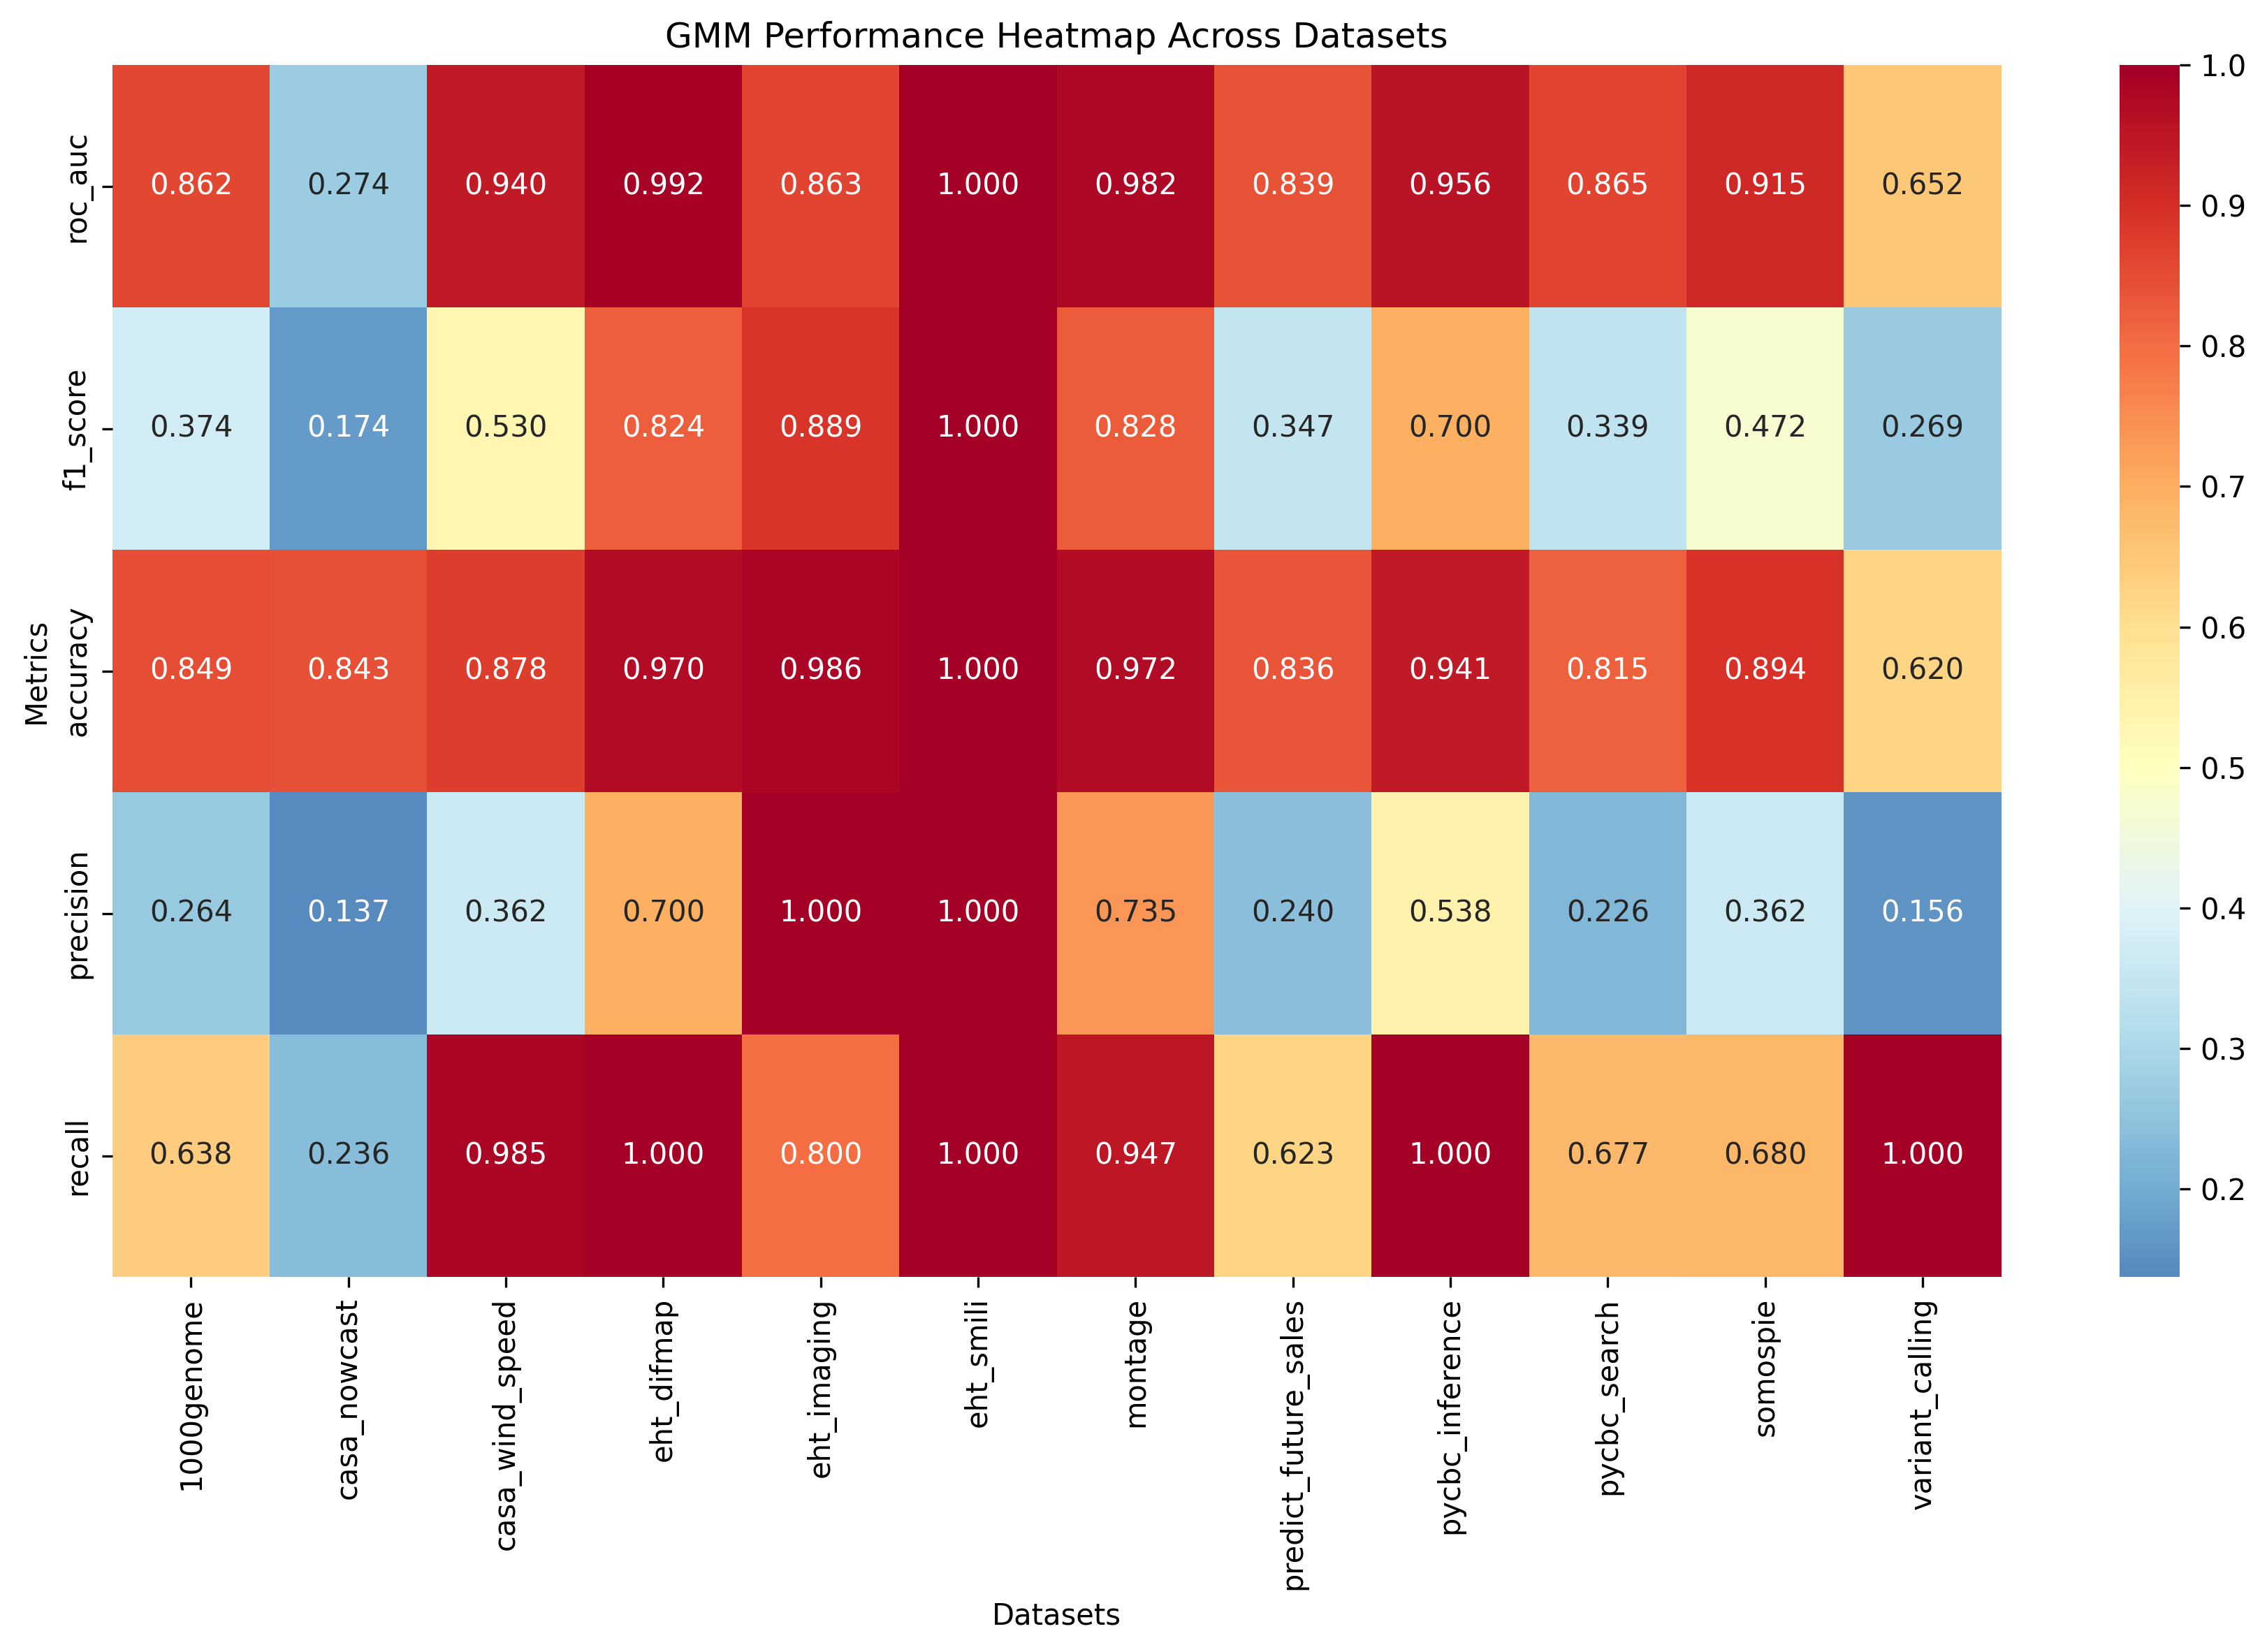 GMM Performance Heatmap Across Datasets
Metrics
roc_auc 0.862 0.274 0.940 0.992 0.863 1.000 0.982 0.839 0.956 0.865 0.915 0.652
f1_score 0.374 0.174 0.530 0.824 0.889 1.000 0.828 0.347 0.700 0.339 0.472 0.269
accuracy 0.849 0.843 0.878 0.970 0.986 1.000 0.972 0.836 0.941 0.815 0.894 0.620
precision 0.264 0.137 0.362 0.700 1.000 1.000 0.735 0.240 0.538 0.226 0.362 0.156
recall 0.638 0.236 0.985 1.000 0.800 1.000 0.947 0.623 1.000 0.677 0.680 1.000
1000genome
casa_nowcast
casa_wind_speed
eht_difmap
eht_imaging
eht_smili
montage
predict_future_sales
pycbc_inference
pycbc_search
somospie
variant_calling
Datasets
1.0
0.9
0.8
0.7
0.6
0.5
0.4
0.3
0.2